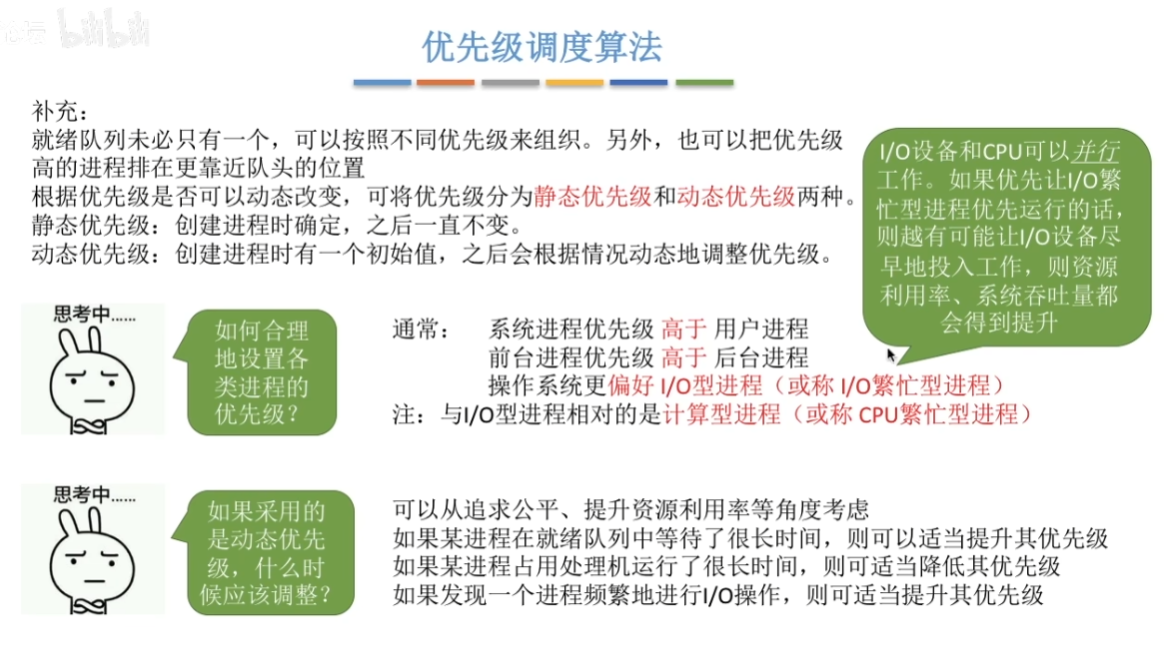 bilibili
优先级调度算法
补充：
就绪队列未必只有一个，可以按照不同优先级来组织。另外，也可以把优先级
高的进程排在更靠近队头的位置
根据优先级是否可以动态改变，可将优先级分为静态优先级和动态优先级两种。
静态优先级：创建进程时确定，之后一直不变。
动态优先级：创建进程时有一个初始值，之后会根据情况动态地调整优先级。
I/O设备和CPU可以并行
工作。如果优先让I/O繁
忙型进程优先运行的话，
则越有可能让I/O设备尽
早地投入工作，则资源
利用率、系统吞吐量都
会得到提升
思考中......
如何合理
地设置各
类进程的
优先级？
通常： 系统进程优先级 高于 用户进程
前台进程优先级 高于 后台进程
操作系统更偏好 I/O型进程（或称 I/O繁忙型进程）
注：与I/O型进程相对的是计算型进程（或称 CPU繁忙型进程）
思考中......
如果采用的
是动态优先
级，什么时
候应该调整？
可以从追求公平、提升资源利用率等角度考虑
如果某进程在就绪队列中等待了很长时间，则可以适当提升其优先级
如果某进程占用处理机运行了很长时间，则可适当降低其优先级
如果发现一个进程频繁地进行I/O操作，则可适当提升其优先级